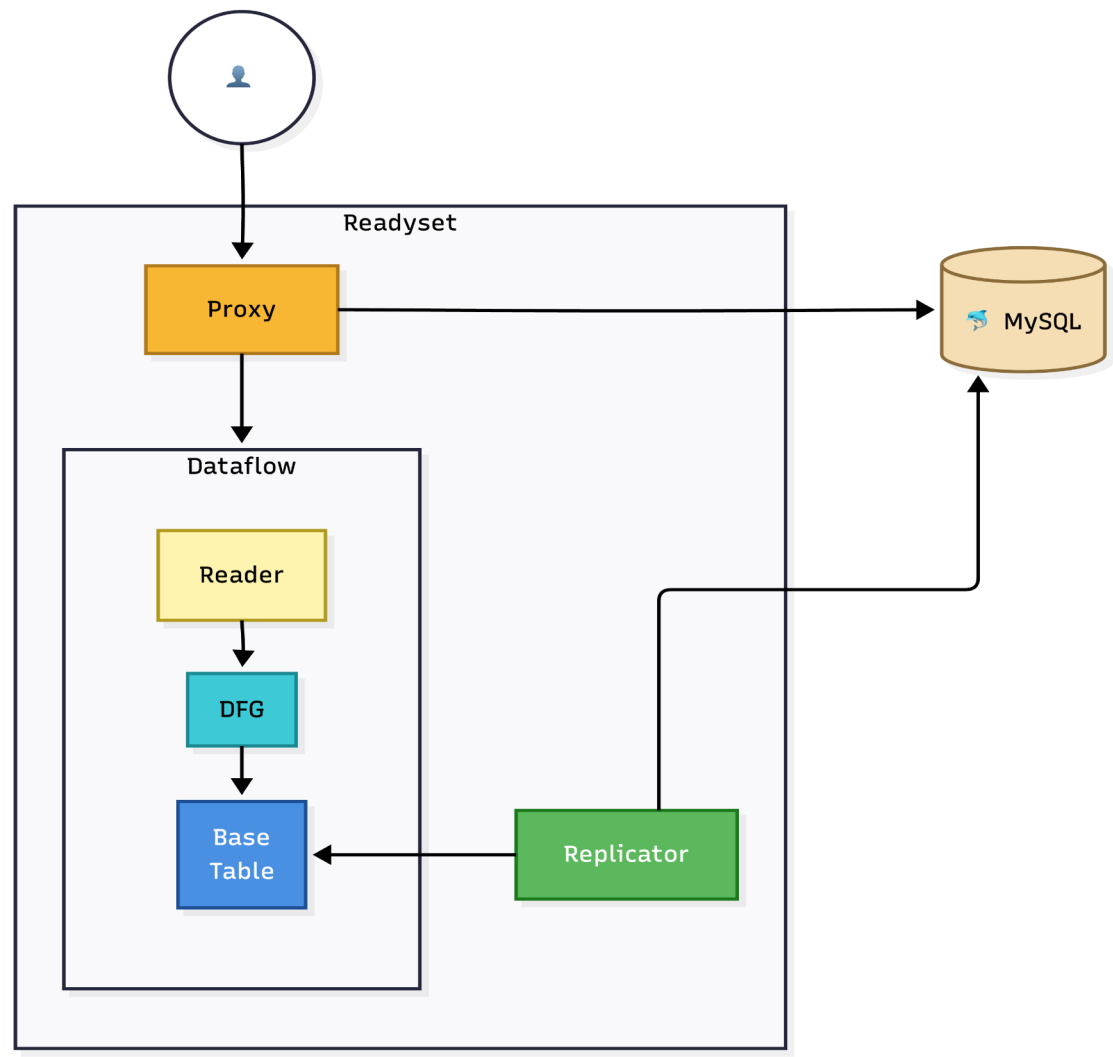 Readyset
Proxy
MySQL
Dataflow
Reader
DFG
Base
Table
Replicator